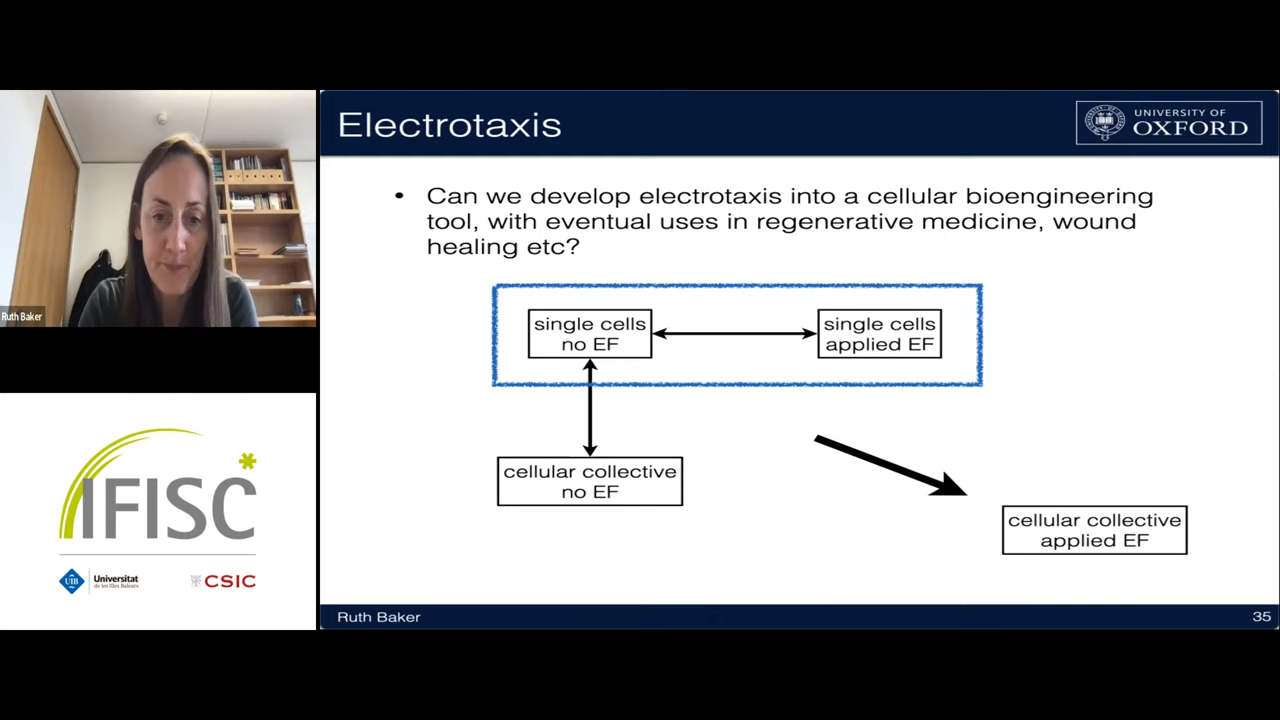 Electrotaxis
UNIVERSITY OF
OXFORD
• Can we develop electrotaxis into a cellular bioengineering
tool, with eventual uses in regenerative medicine, wound
healing etc?
single cells
no EF
single cells
applied EF
cellular collective
no EF
cellular collective
applied EF
Ruth Baker
35
Ruth Baker
IFISC
UIB
Universitat
de les Illes Balears
CSIC